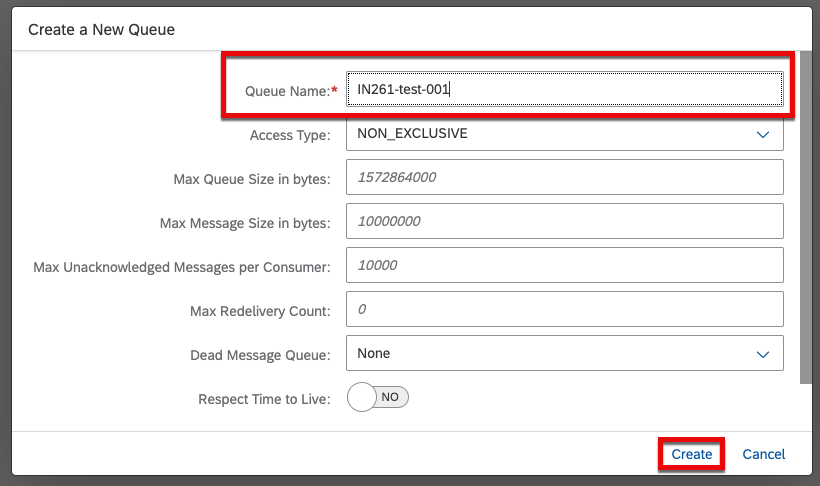 Create a New Queue
Queue Name:* IN261-test-001
Access Type: NON_EXCLUSIVE
Max Queue Size in bytes: 1572864000
Max Message Size in bytes: 10000000
Max Unacknowledged Messages per Consumer: 10000
Max Redelivery Count: 0
Dead Message Queue: None
Respect Time to Live: NO
Create Cancel